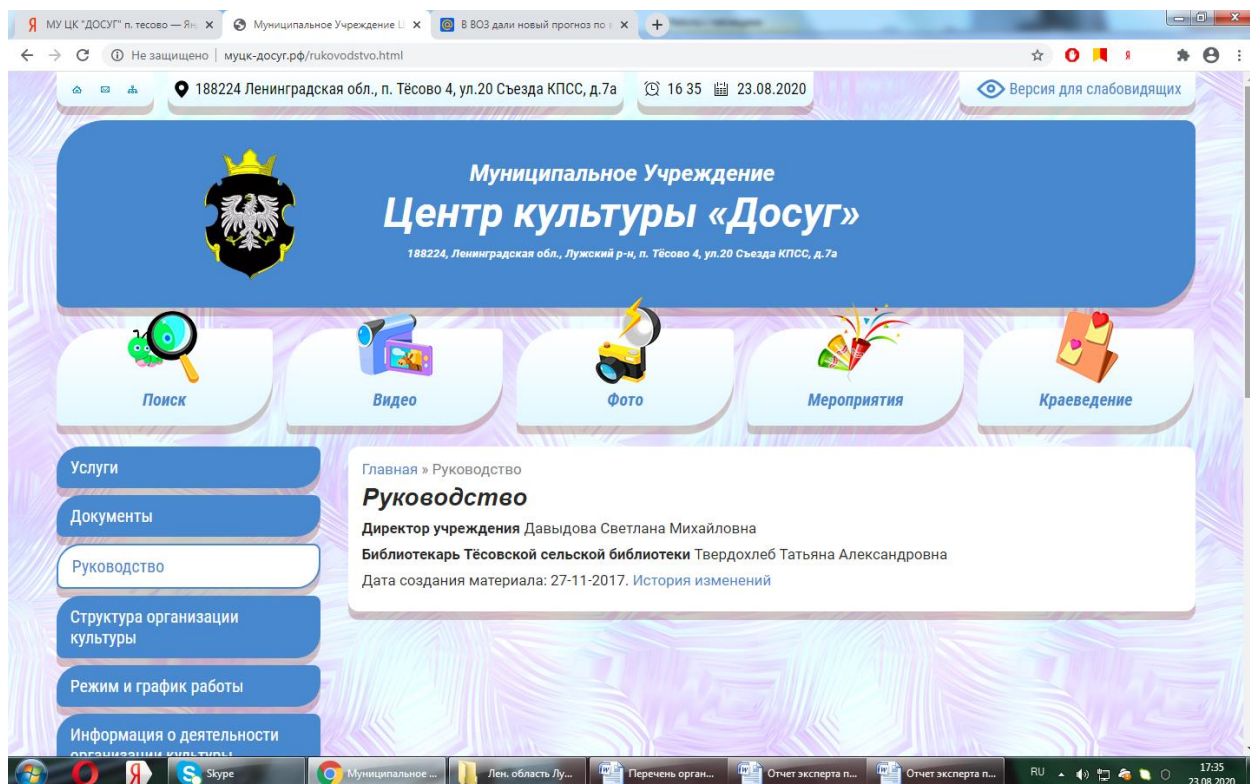 МУ ЦК "ДОСУГ" п. тесово — Ян
Муниципальное Учреждение Ц
В ВОЗ дали новый прогноз по
Не защищено | муцк-досуг.рф/rukovodstvo.html
188224 Ленинградская обл., п. Тёсово 4, ул.20 Съезда КПСС, д.7а
16 35 23.08.2020
Версия для слабовидящих
Муниципальное Учреждение
Центр культуры «Досуг»
188224, Ленинградская обл., Лужский р-н, п. Тёсово 4, ул.20 Съезда КПСС, д.7а
Поиск
Видео
Фото
Мероприятия
Краеведение
Услуги
Документы
Руководство
Структура организации
культуры
Режим и график работы
Информация о деятельности
организации культуры
Главная » Руководство
Руководство
Директор учреждения Давыдова Светлана Михайловна
Библиотекарь Тёсовской сельской библиотеки Твердохлеб Татьяна Александровна
Дата создания материала: 27-11-2017. История изменений
Skype
Муниципальное ...
Лен. область Лу...
Перечень орган...
Отчет эксперта п...
Отчет эксперта п...
RU
17:35
23.08.2020